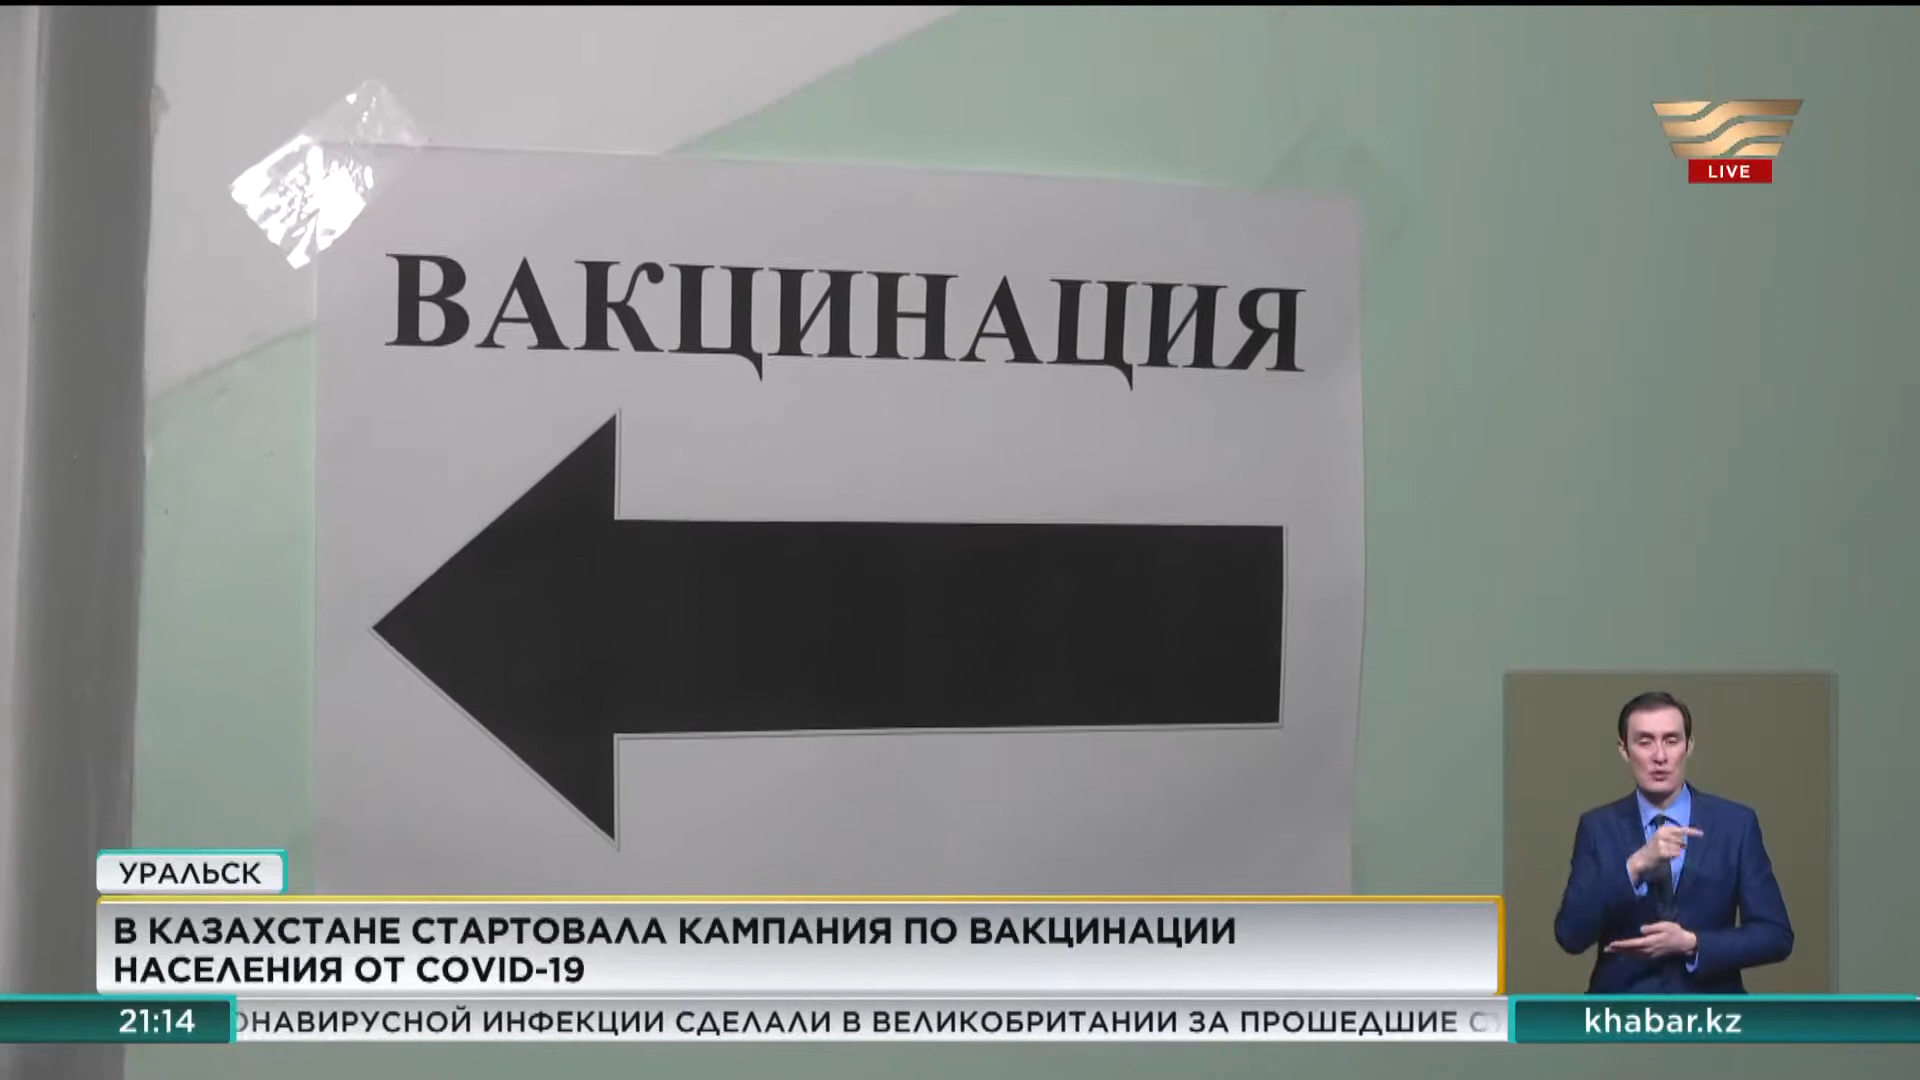 LIVE
ВАКЦИНАЦИЯ
УРАЛЬСК
В КАЗАХСТАНЕ СТАРТОВАЛА КАМПАНИЯ ПО ВАКЦИНАЦИИ
НАСЕЛЕНИЯ ОТ COVID-19
21:14
ОНАВИРУСНОЙ ИНФЕКЦИИ СДЕЛАЛИ В ВЕЛИКОБРИТАНИИ ЗА ПРОШЕДШИЕ
khabar.kz